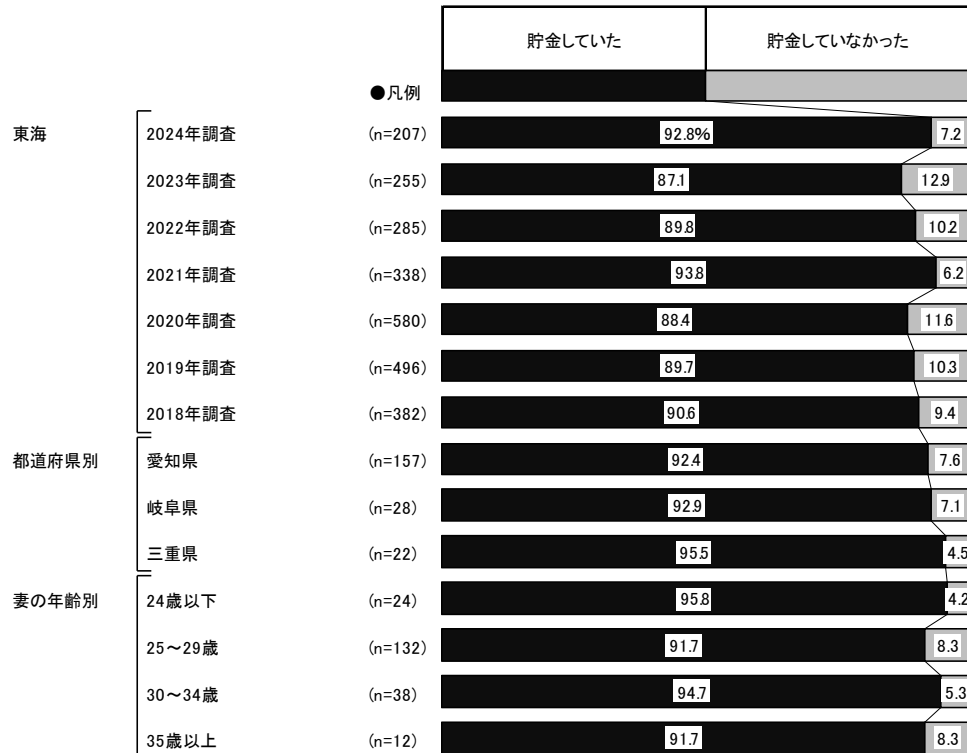 貯金していた 貯金していなかった
●凡例
東海 2024年調査 (n=207) 92.8% 7.2
2023年調査 (n=255) 87.1 12.9
2022年調査 (n=285) 89.8 10.2
2021年調査 (n=338) 93.8 6.2
2020年調査 (n=580) 88.4 11.6
2019年調査 (n=496) 89.7 10.3
2018年調査 (n=382) 90.6 9.4
都道府県別 愛知県 (n=157) 92.4 7.6
岐阜県 (n=28) 92.9 7.1
三重県 (n=22) 95.5 4.5
妻の年齢別 24歳以下 (n=24) 95.8 4.2
25～29歳 (n=132) 91.7 8.3
30～34歳 (n=38) 94.7 5.3
35歳以上 (n=12) 91.7 8.3